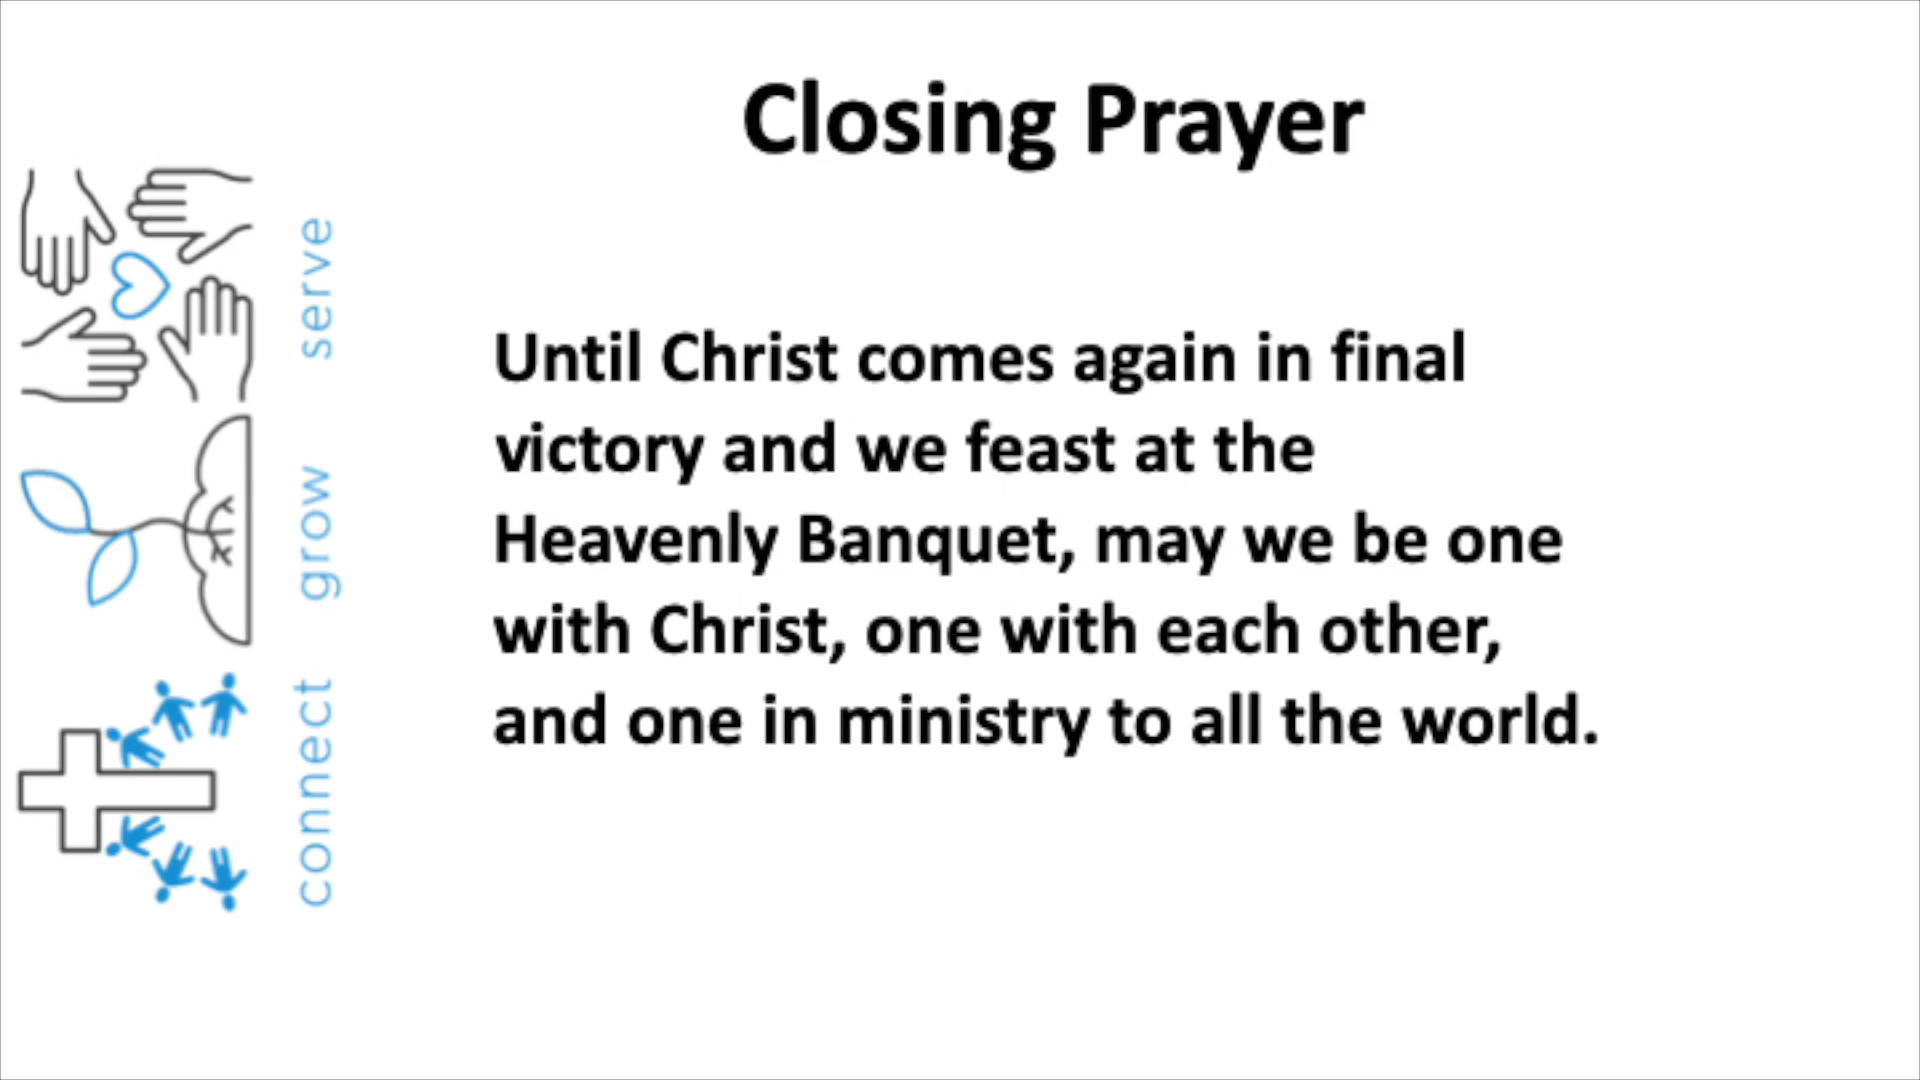 Closing Prayer
Until Christ comes again in final
victory and we feast at the
Heavenly Banquet, may we be one
with Christ, one with each other,
and one in ministry to all the world.
serve
grow
connect